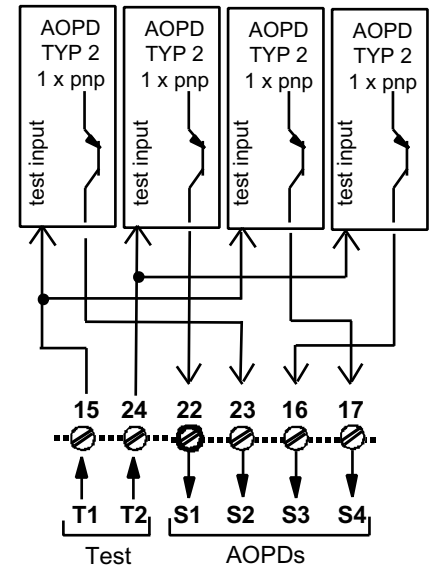 AOPD AOPD AOPD AOPD
TYP 2 TYP 2 TYP 2 TYP 2
1 x pnp 1 x pnp 1 x pnp 1 x pnp
test input test input test input test input
15 24 22 23 16 17
T1 T2 S1 S2 S3 S4
Test AOPDs